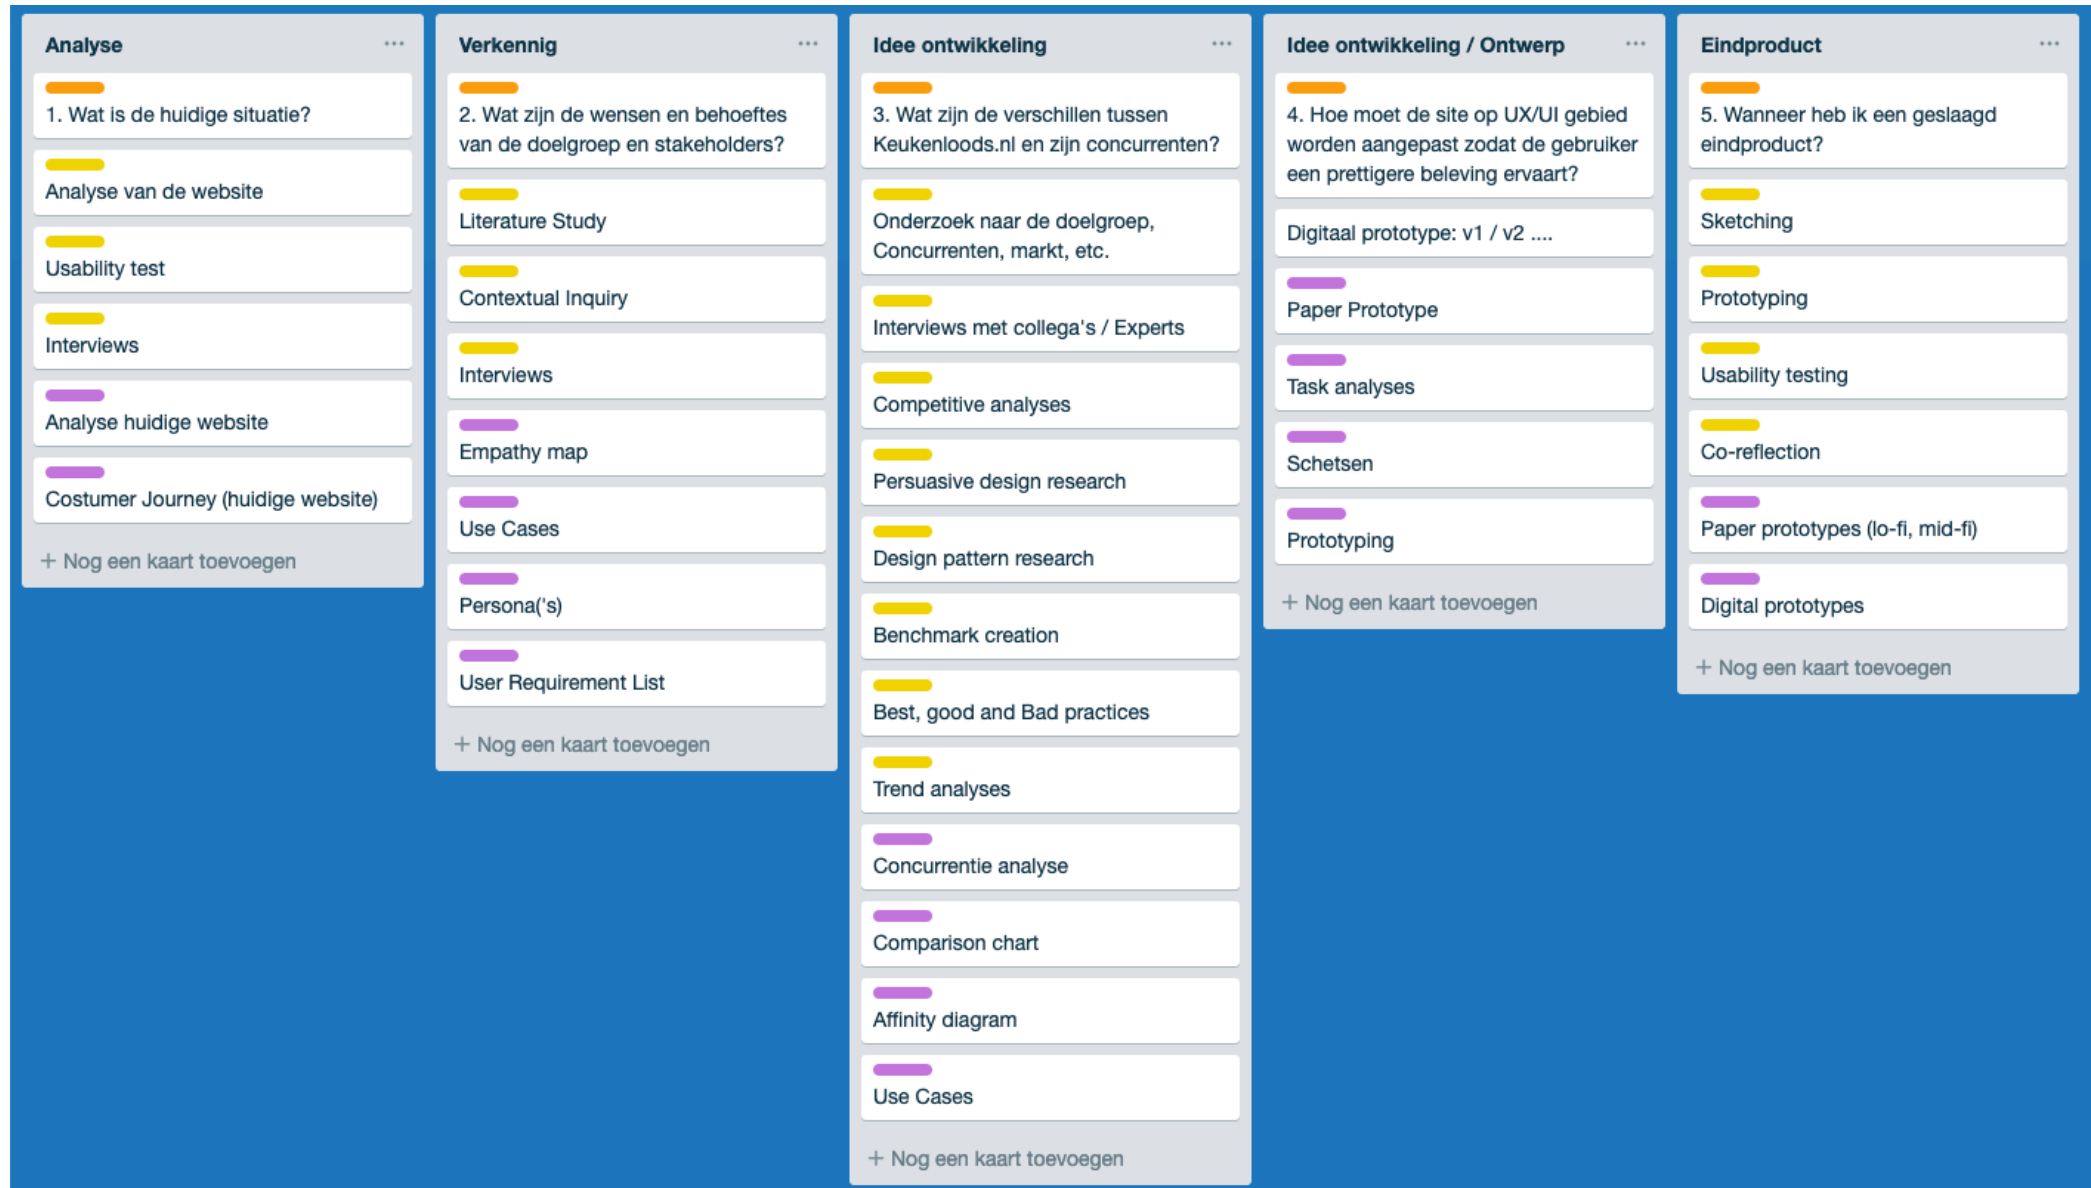 Analyse
1. Wat is de huidige situatie?
Analyse van de website
Usability test
Interviews
Analyse huidige website
Costumer Journey (huidige website)
+ Nog een kaart toevoegen
Verkennig
2. Wat zijn de wensen en behoeftes
van de doelgroep en stakeholders?
Literature Study
Contextual Inquiry
Interviews
Empathy map
Use Cases
Persona('s)
User Requirement List
+ Nog een kaart toevoegen
Idee ontwikkeling
3. Wat zijn de verschillen tussen
Keukenloods.nl en zijn concurrenten?
Onderzoek naar de doelgroep,
Concurrenten, markt, etc.
Interviews met collega's / Experts
Competitive analyses
Persuasive design research
Design pattern research
Benchmark creation
Best, good and Bad practices
Trend analyses
Concurrentie analyse
Comparison chart
Affinity diagram
Use Cases
+ Nog een kaart toevoegen
Idee ontwikkeling / Ontwerp
4. Hoe moet de site op UX/UI gebied
worden aangepast zodat de gebruiker
een prettigere beleving ervaart?
Digitaal prototype: v1 / v2 ....
Paper Prototype
Task analyses
Schetsen
Prototyping
+ Nog een kaart toevoegen
Eindproduct
5. Wanneer heb ik een geslaagd
eindproduct?
Sketching
Prototyping
Usability testing
Co-reflection
Paper prototypes (lo-fi, mid-fi)
Digital prototypes
+ Nog een kaart toevoegen